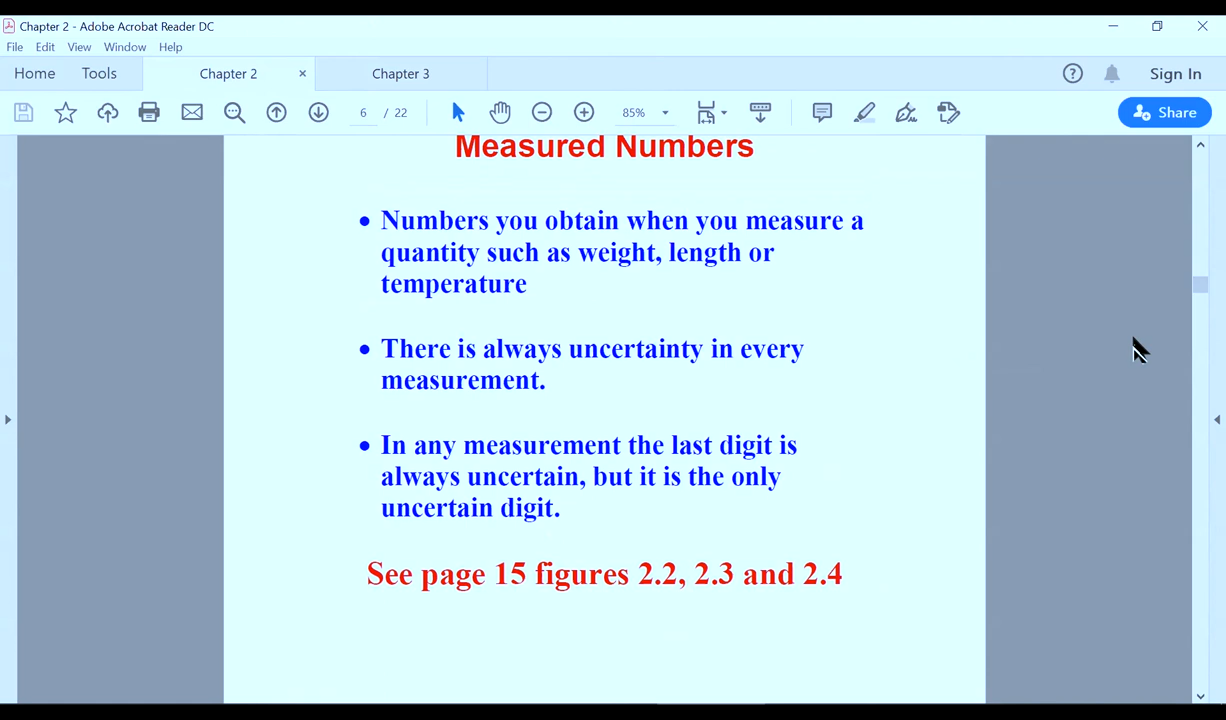 Chapter 2 - Adobe Acrobat Reader DC
File Edit View Window Help
Home Tools Chapter 2 × Chapter 3 ? Sign In
6 / 22 85% Share
Measured Numbers
• Numbers you obtain when you measure a
quantity such as weight, length or
temperature
• There is always uncertainty in every
measurement.
• In any measurement the last digit is
always uncertain, but it is the only
uncertain digit.
See page 15 figures 2.2, 2.3 and 2.4